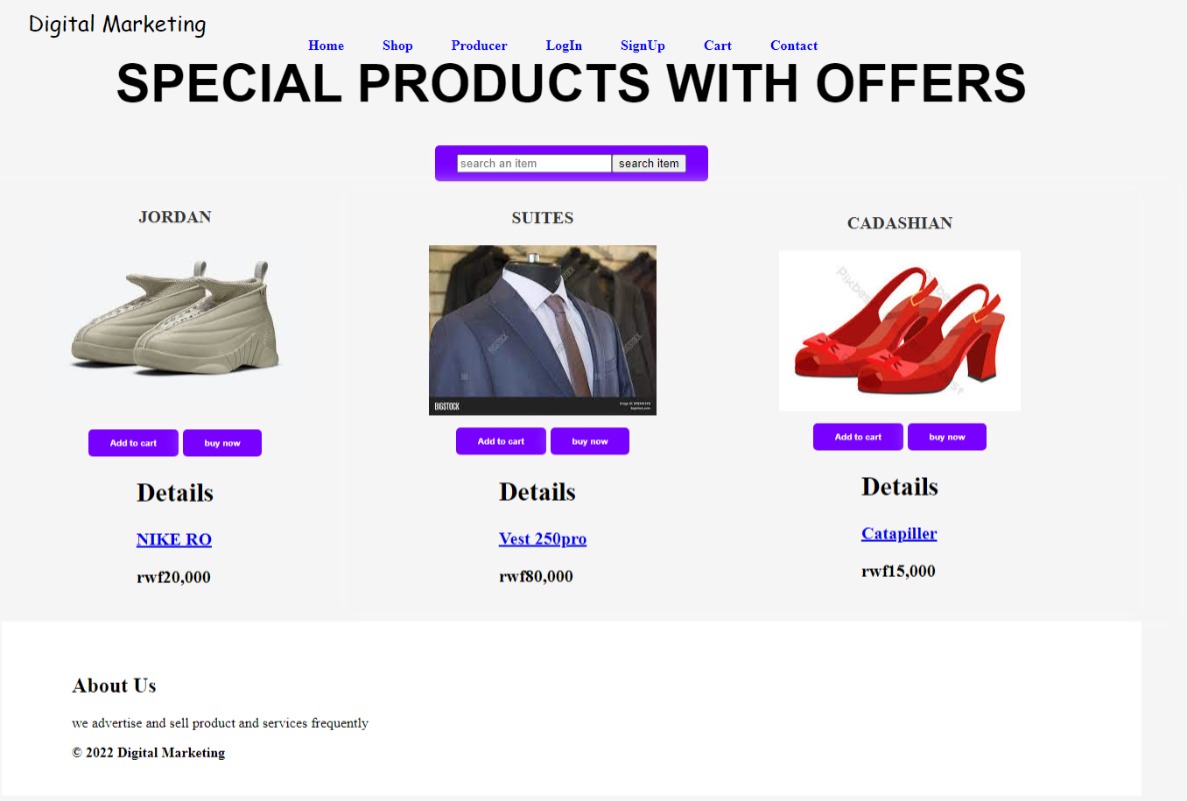 Digital Marketing
Home Shop Producer LogIn SignUp Cart Contact
SPECIAL PRODUCTS WITH OFFERS
search an item search item
JORDAN
SUITES
CADASHIAN
BIGSTOCK
Add to cart buy now
Add to cart buy now
Add to cart buy now
Details
NIKE RO
rwf20,000
Details
Vest 250pro
rwf80,000
Details
Catapiller
rwf15,000
About Us
we advertise and sell product and services frequently
© 2022 Digital Marketing